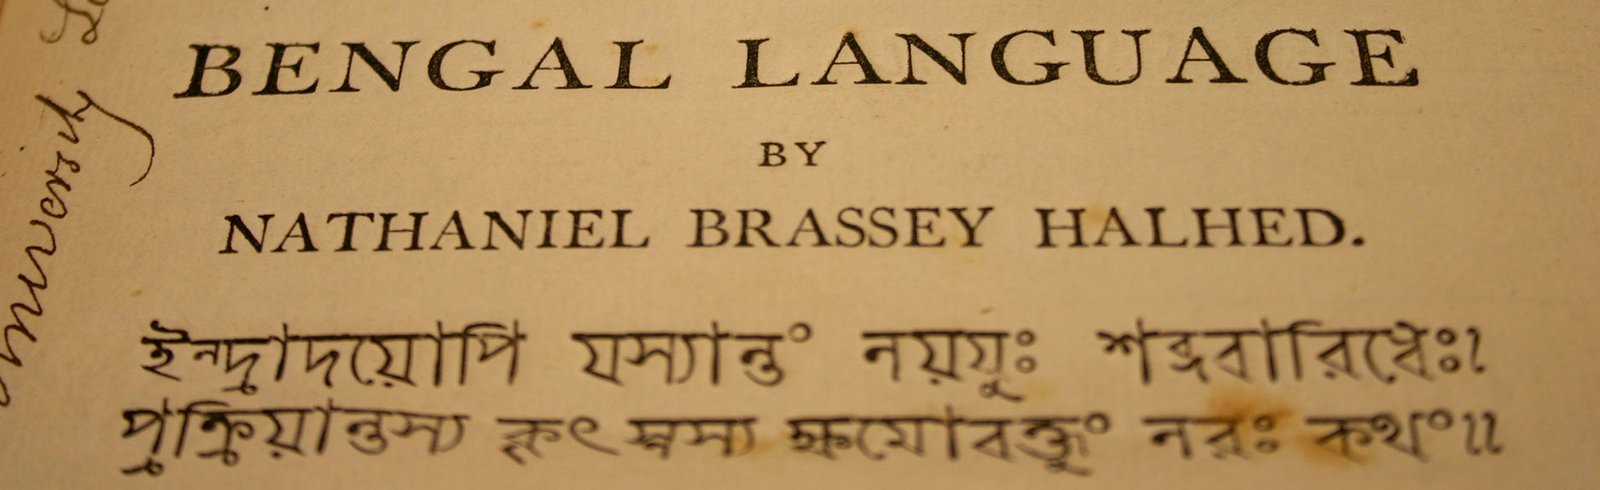 BENGAL LANGUAGE
BY
NATHANIEL BRASSEY HALHED.
ইন্দ্রাদয়োপি যস্যান্তং নযয়ুঃ শব্দবারিধেঃ।
প্রক্রিয়ান্তস্য কৃৎস্নস্য ক্ষমোবক্তুং নরঃ কথং॥
University